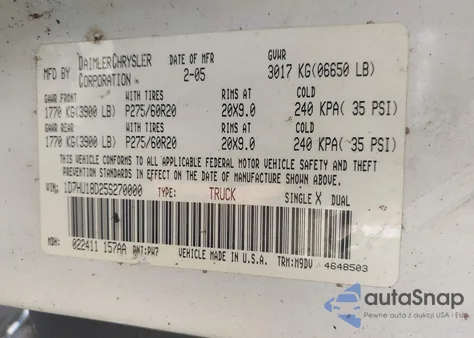 MFD BY DAIMLERCHRYSLER CORPORATION DATE OF MFR 2-05 GVWR 3017 KG(06650 LB)
GAWR FRONT COLD
1770 KG(3900 LB) P275/60R20 RIMS AT 20X9.0 240 KPA( 35 PSI)
GAWR REAR COLD
1770 KG(3900 LB) P275/60R20 RIMS AT 20X9.0 240 KPA( 35 PSI)
THIS VEHICLE CONFORMS TO ALL APPLICABLE FEDERAL MOTOR VEHICLE SAFETY AND THEFT
PREVENTION STANDARDS IN EFFECT ON THE DATE OF MANUFACTURE SHOWN ABOVE.
VIN: 1D7HU18D25S270000 TYPE: TRUCK SINGLE X DUAL
MDH: 022411 157AA PNT:PW7 VEHICLE MADE IN U.S.A. TRM:M9DV 4648503
autoSnap
Pewne auta z USA i UE